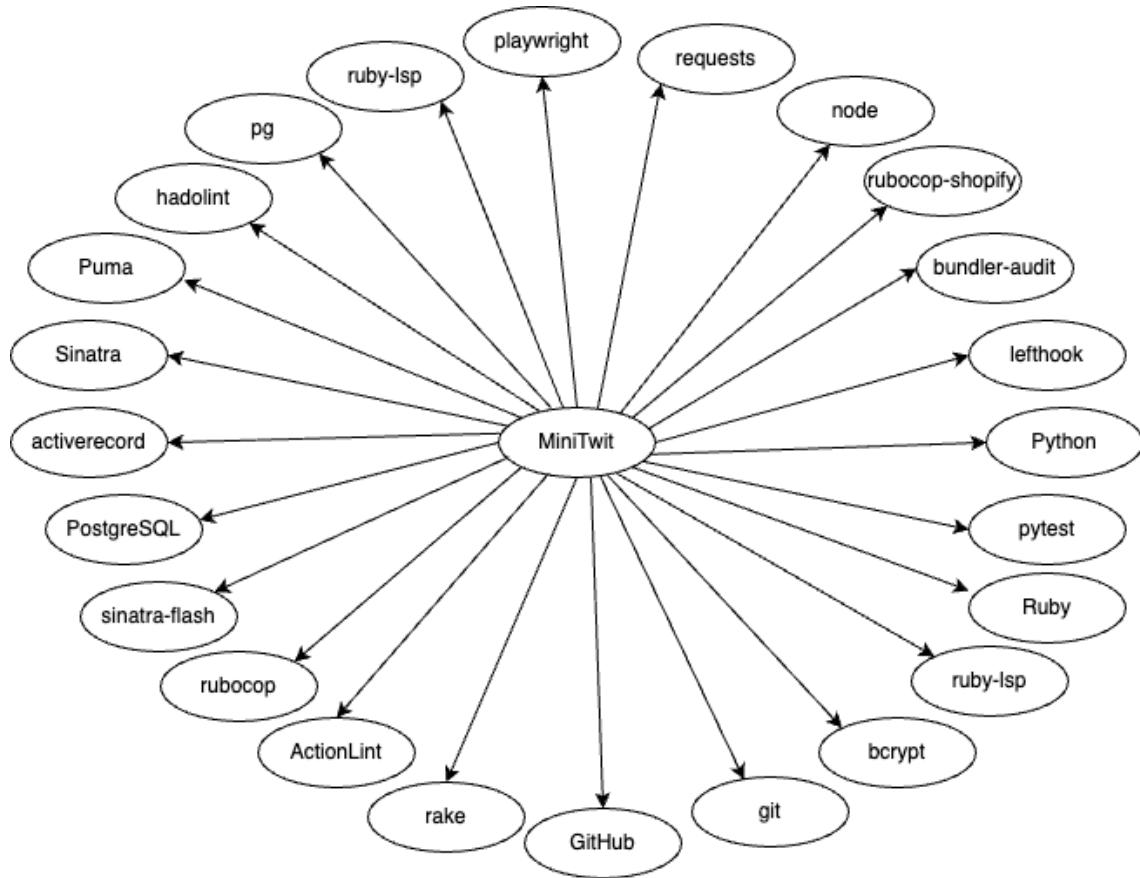 playwright
requests
ruby-lsp
node
pg
rubocop-shopify
hadolint
bundler-audit
Puma
Sinatra
lefthook
activerecord
MiniTwit
Python
PostgreSQL
pytest
sinatra-flash
Ruby
rubocop
ruby-lsp
ActionLint
bcrypt
rake
git
GitHub